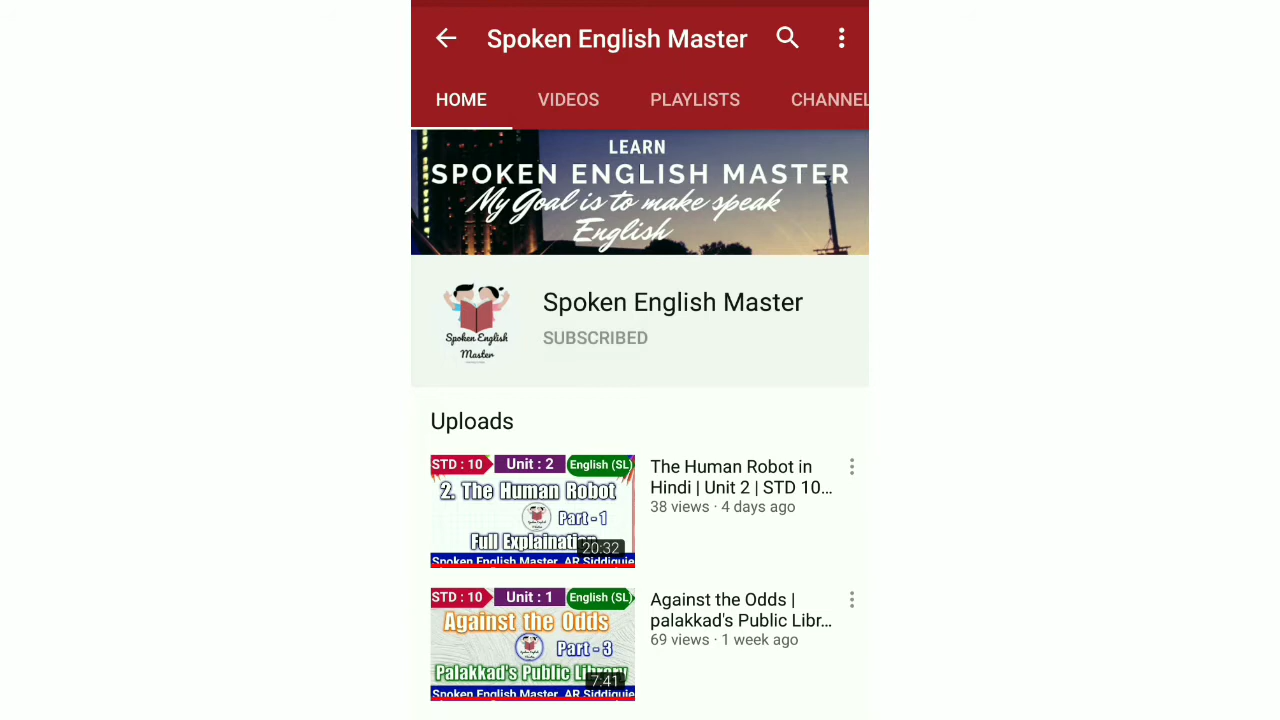 Spoken English Master
HOME VIDEOS PLAYLISTS CHANNEL
LEARN
SPOKEN ENGLISH MASTER
My Goal is to make speak
English
Spoken English
Master
Spoken English Master
SUBSCRIBED
Uploads
STD : 10 Unit : 2 English (SL)
2. The Human Robot
Part - 1
Full Explaination
20:32
Spoken English Master AR Siddiquie
The Human Robot in
Hindi | Unit 2 | STD 10...
38 views · 4 days ago
STD : 10 Unit : 1 English (SL)
Against the Odds
Part - 3
Palakkad's Public Library
7:41
Spoken English Master AR Siddiquie
Against the Odds |
palakkad's Public Libr...
69 views · 1 week ago